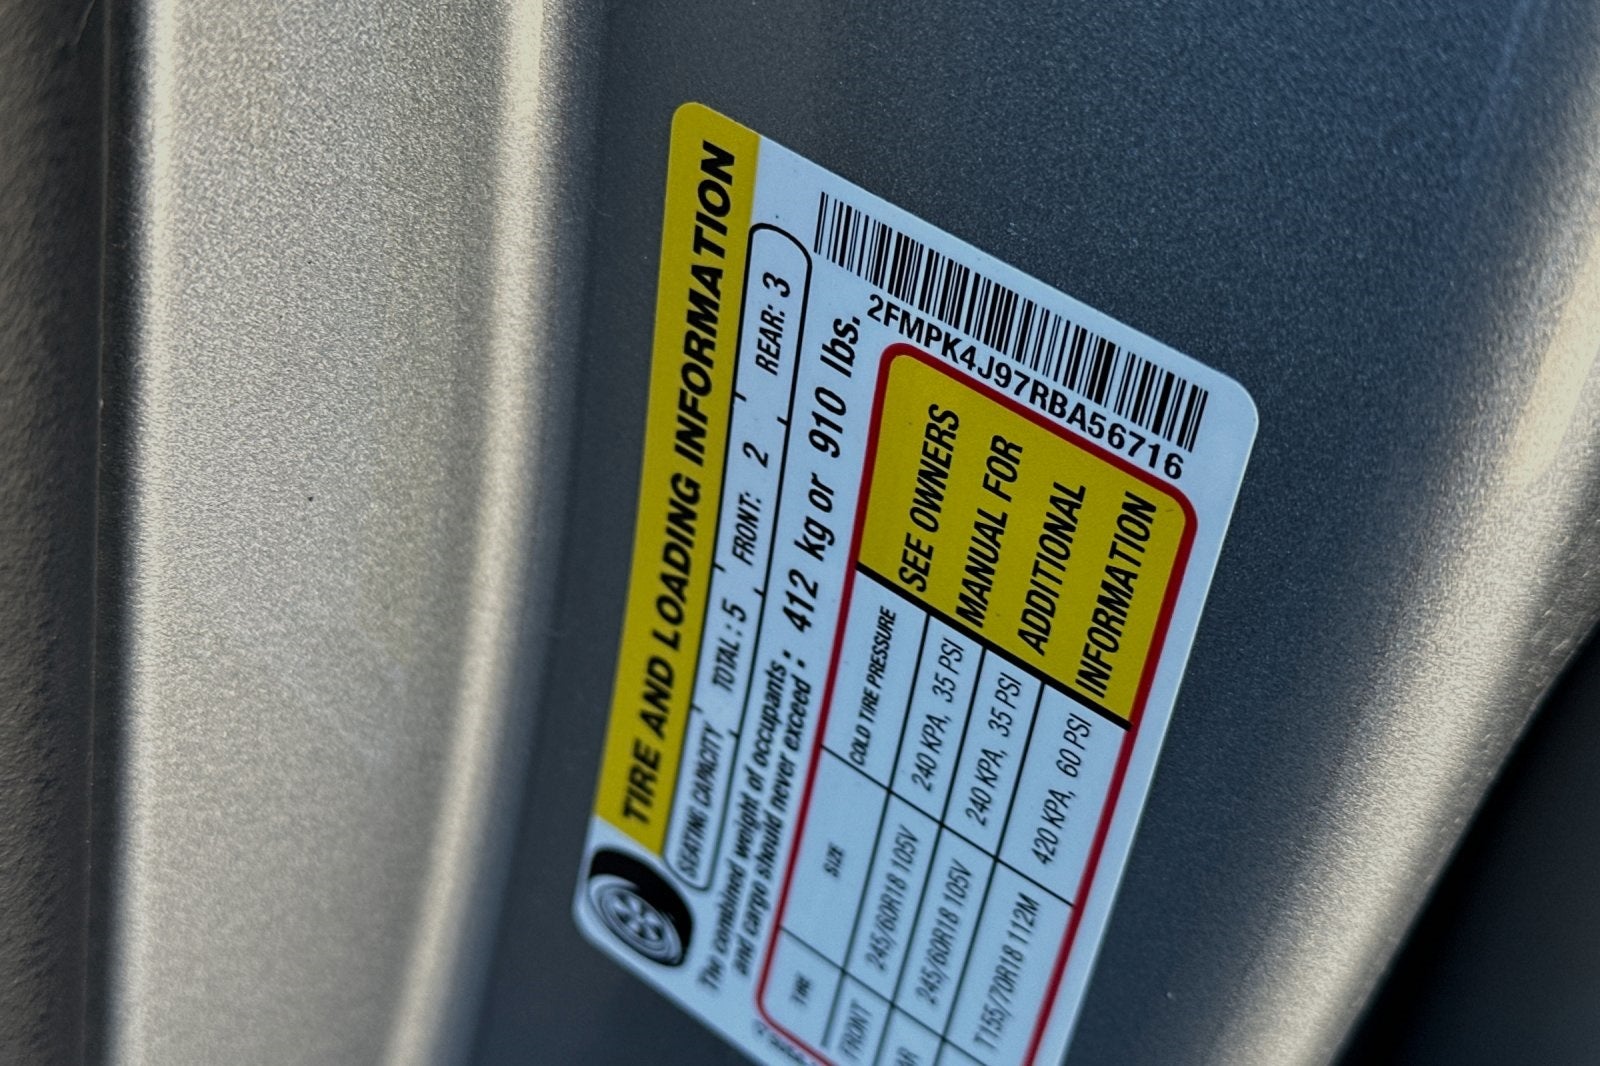 TIRE AND LOADING INFORMATION
SEATING CAPACITY TOTAL: 5 FRONT: 2 REAR: 3
The combined weight of occupants
and cargo should never exceed : 412 kg or 910 lbs.
2FMPK4J97RBA56716
TIRE SIZE COLD TIRE PRESSURE
FRONT 245/60R18 105V 240 KPA, 35 PSI
245/60R18 105V 240 KPA, 35 PSI
T155/70R18 112M 420 KPA, 60 PSI
SEE OWNERS
MANUAL FOR
ADDITIONAL
INFORMATION